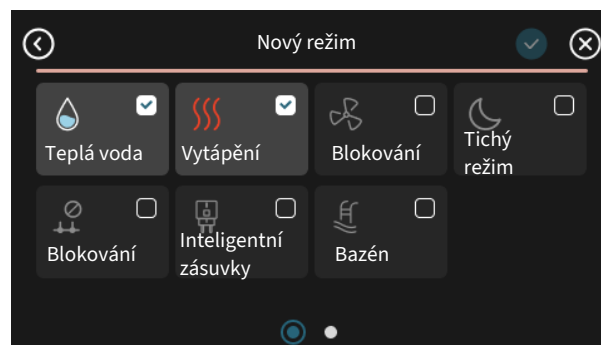 Nový režim
Teplá voda
Vytápění
Blokování
Tichý
režim
Blokování
Inteligentní
zásuvky
Bazén